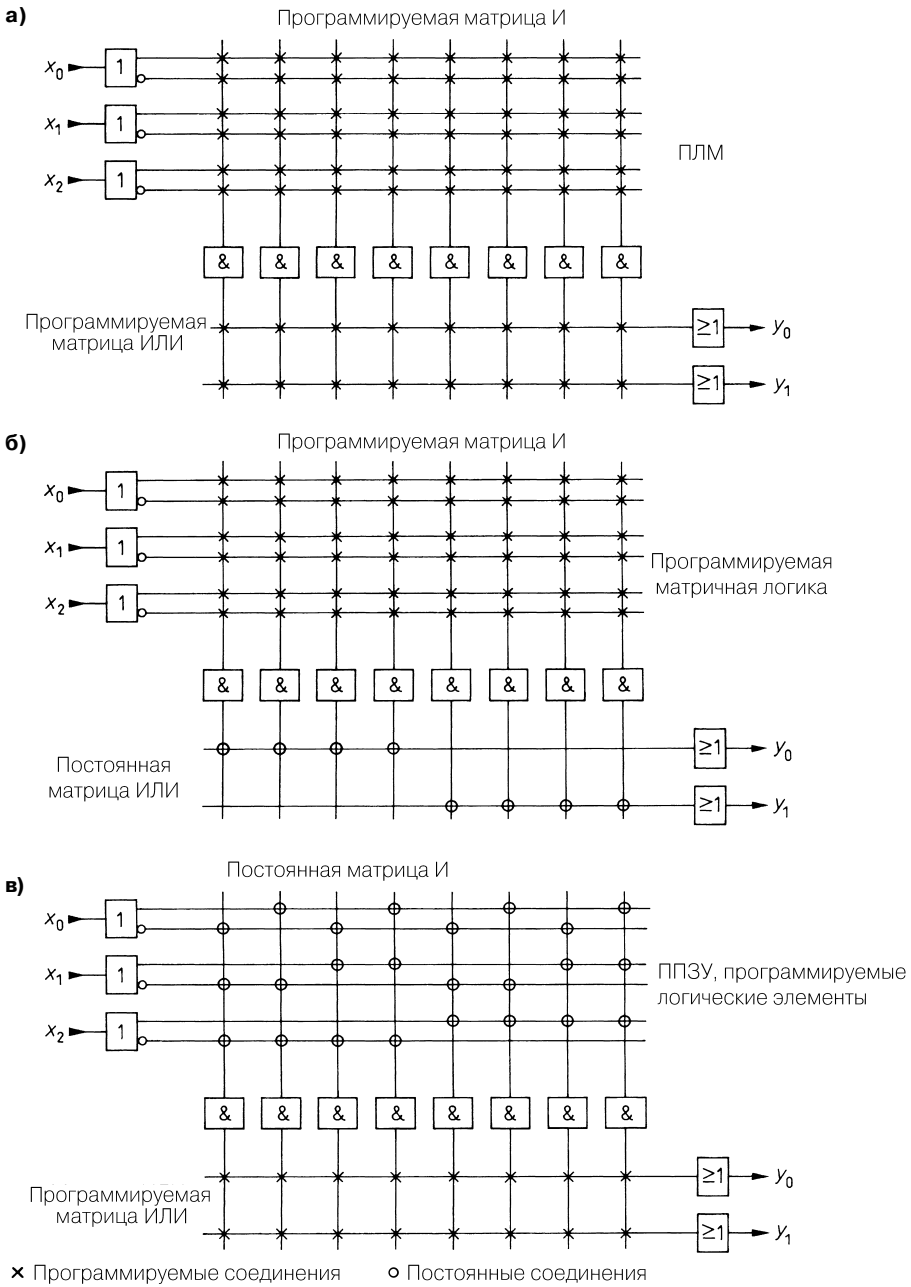 а)
Программируемая матрица И
x0 1
x1 1
x2 1
ПЛМ
& & & & & & & &
Программируемая
матрица ИЛИ
≥1 y0
≥1 y1
б)
Программируемая матрица И
x0 1
x1 1
x2 1
Программируемая
матричная логика
& & & & & & & &
Постоянная
матрица ИЛИ
≥1 y0
≥1 y1
в)
Постоянная матрица И
x0 1
x1 1
x2 1
ППЗУ, программируемые
логические элементы
& & & & & & & &
Программируемая
матрица ИЛИ
≥1 y0
≥1 y1
× Программируемые соединения
Постоянные соединения